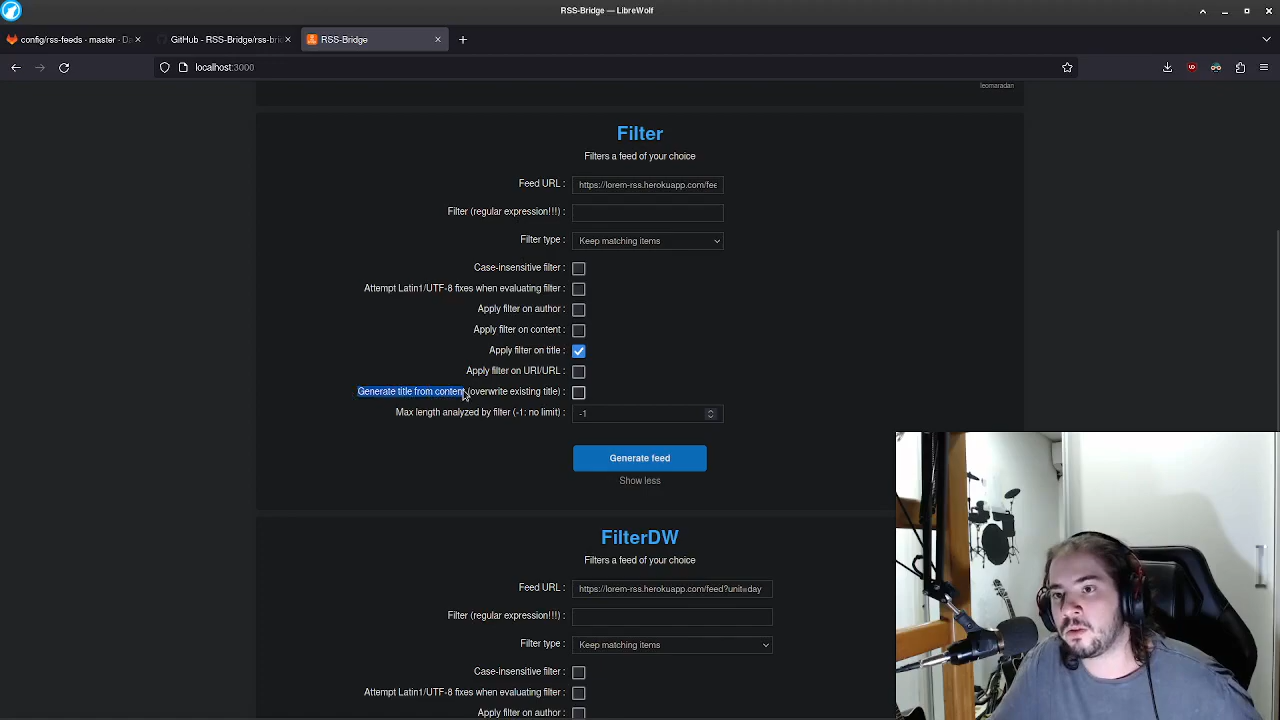 RSS-Bridge — LibreWolf
config/rss-feeds · master · Da
GitHub - RSS-Bridge/rss-bri
RSS-Bridge
localhost:3000
leomaradan
Filter
Filters a feed of your choice
Feed URL :
https://lorem-rss.herokuapp.com/fee
Filter (regular expression!!!) :
Filter type :
Keep matching items
Case-insensitive filter :
Attempt Latin1/UTF-8 fixes when evaluating filter :
Apply filter on author :
Apply filter on content :
Apply filter on title :
Apply filter on URI/URL :
Generate title from content (overwrite existing title) :
Max length analyzed by filter (-1: no limit) :
-1
Generate feed
Show less
FilterDW
Filters a feed of your choice
Feed URL :
https://lorem-rss.herokuapp.com/feed?unit=day
Filter (regular expression!!!) :
Filter type :
Keep matching items
Case-insensitive filter :
Attempt Latin1/UTF-8 fixes when evaluating filter :
Apply filter on author :